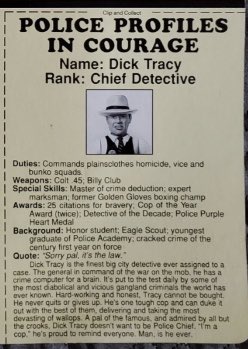 Clip and Collect
POLICE PROFILES
IN COURAGE
Name: Dick Tracy
Rank: Chief Detective
Duties: Commands plainsclothes homicide, vice and
bunko squads.
Weapons: Colt .45; Billy Club
Special Skills: Master of crime deduction; expert
marksman; former Golden Gloves boxing champ
Awards: 25 citations for bravery; Cop of the Year
Award (twice); Detective of the Decade; Police Purple
Heart Medal
Background: Honor student; Eagle Scout; youngest
graduate of Police Academy; cracked crime of the
century first year on force
Quote: "Sorry pal, it's the law."
Dick Tracy is the finest big city detective ever assigned to a
case. The general in command of the war on the mob, he has a
crime computer for a brain. It's put to the test daily by some of
the most diabolical and vicious gangland criminals the world has
ever known. Hard-working and honest, Tracy cannot be bought.
He never quits or gives up. He's one tough cop and can duke it
out with the best of them, delivering and taking the most
devasting of wallops. A pal of the famous, and admired by all but
the crooks, Dick Tracy doesn't want to be Police Chief. "I'm a
cop," he's proud to remind everyone. Man, is he ever.